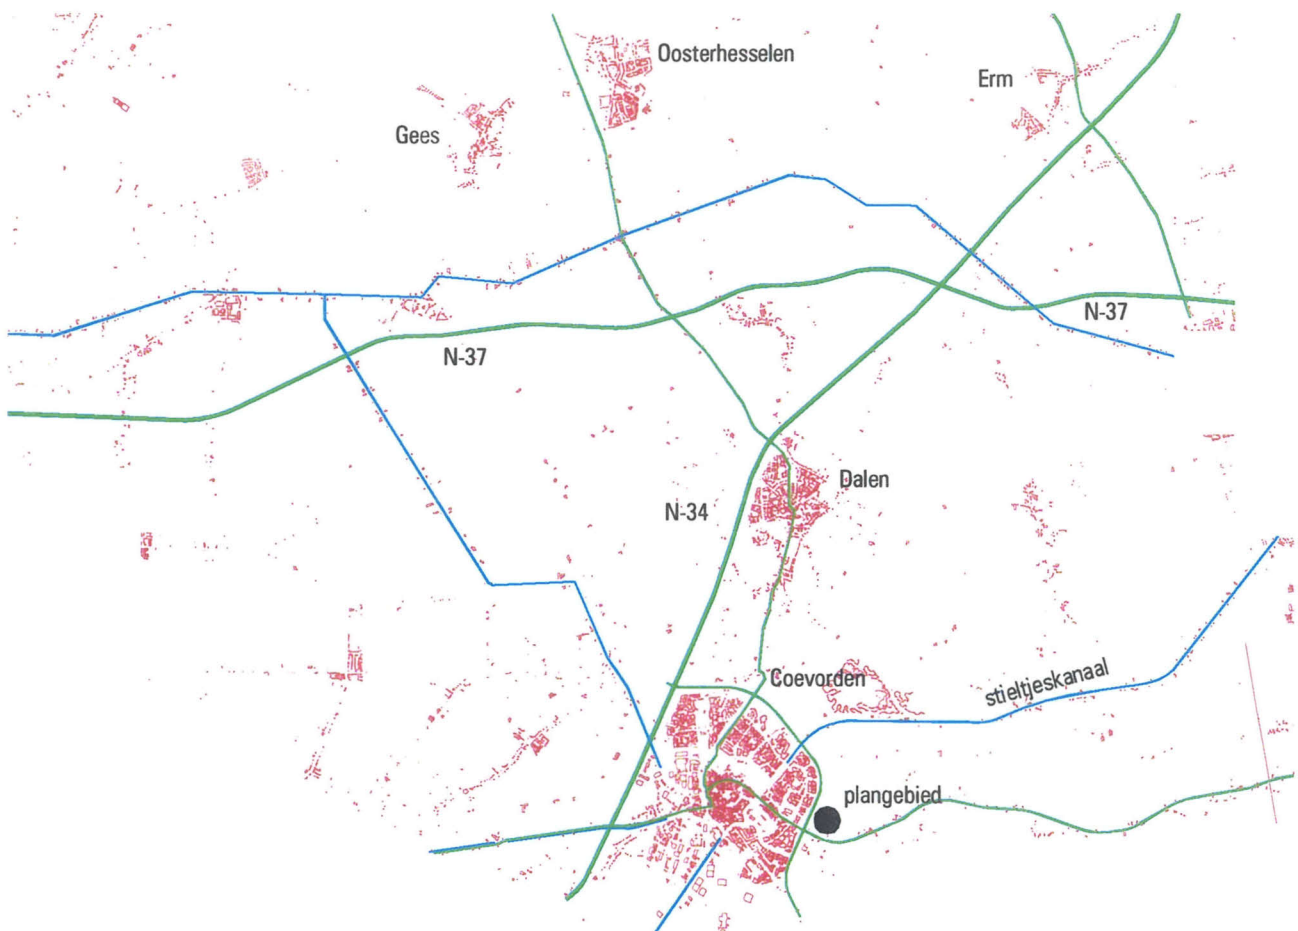 Oosterhesselen
Erm
Gees
N-37
N-37
Dalen
N-34
Coevorden
stieltjeskanaal
plangebied